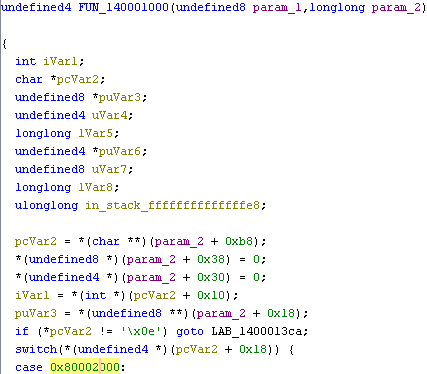 undefined4 FUN_140001000(undefined8 param_1,longlong param_2)
{
int iVar1;
char *pcVar2;
undefined8 *puVar3;
undefined4 uVar4;
longlong lVar5;
undefined4 *puVar6;
undefined8 uVar7;
longlong lVar8;
ulonglong in_stack_ffffffffffffffe8;
pcVar2 = *(char **)(param_2 + 0xb8);
*(undefined8 *)(param_2 + 0x38) = 0;
*(undefined4 *)(param_2 + 0x30) = 0;
iVar1 = *(int *)(pcVar2 + 0x10);
puVar3 = *(undefined8 **)(param_2 + 0x18);
if (*pcVar2 != '\x0e') goto LAB_1400013ca;
switch(*(undefined4 *)(pcVar2 + 0x18)) {
case 0x80002000: